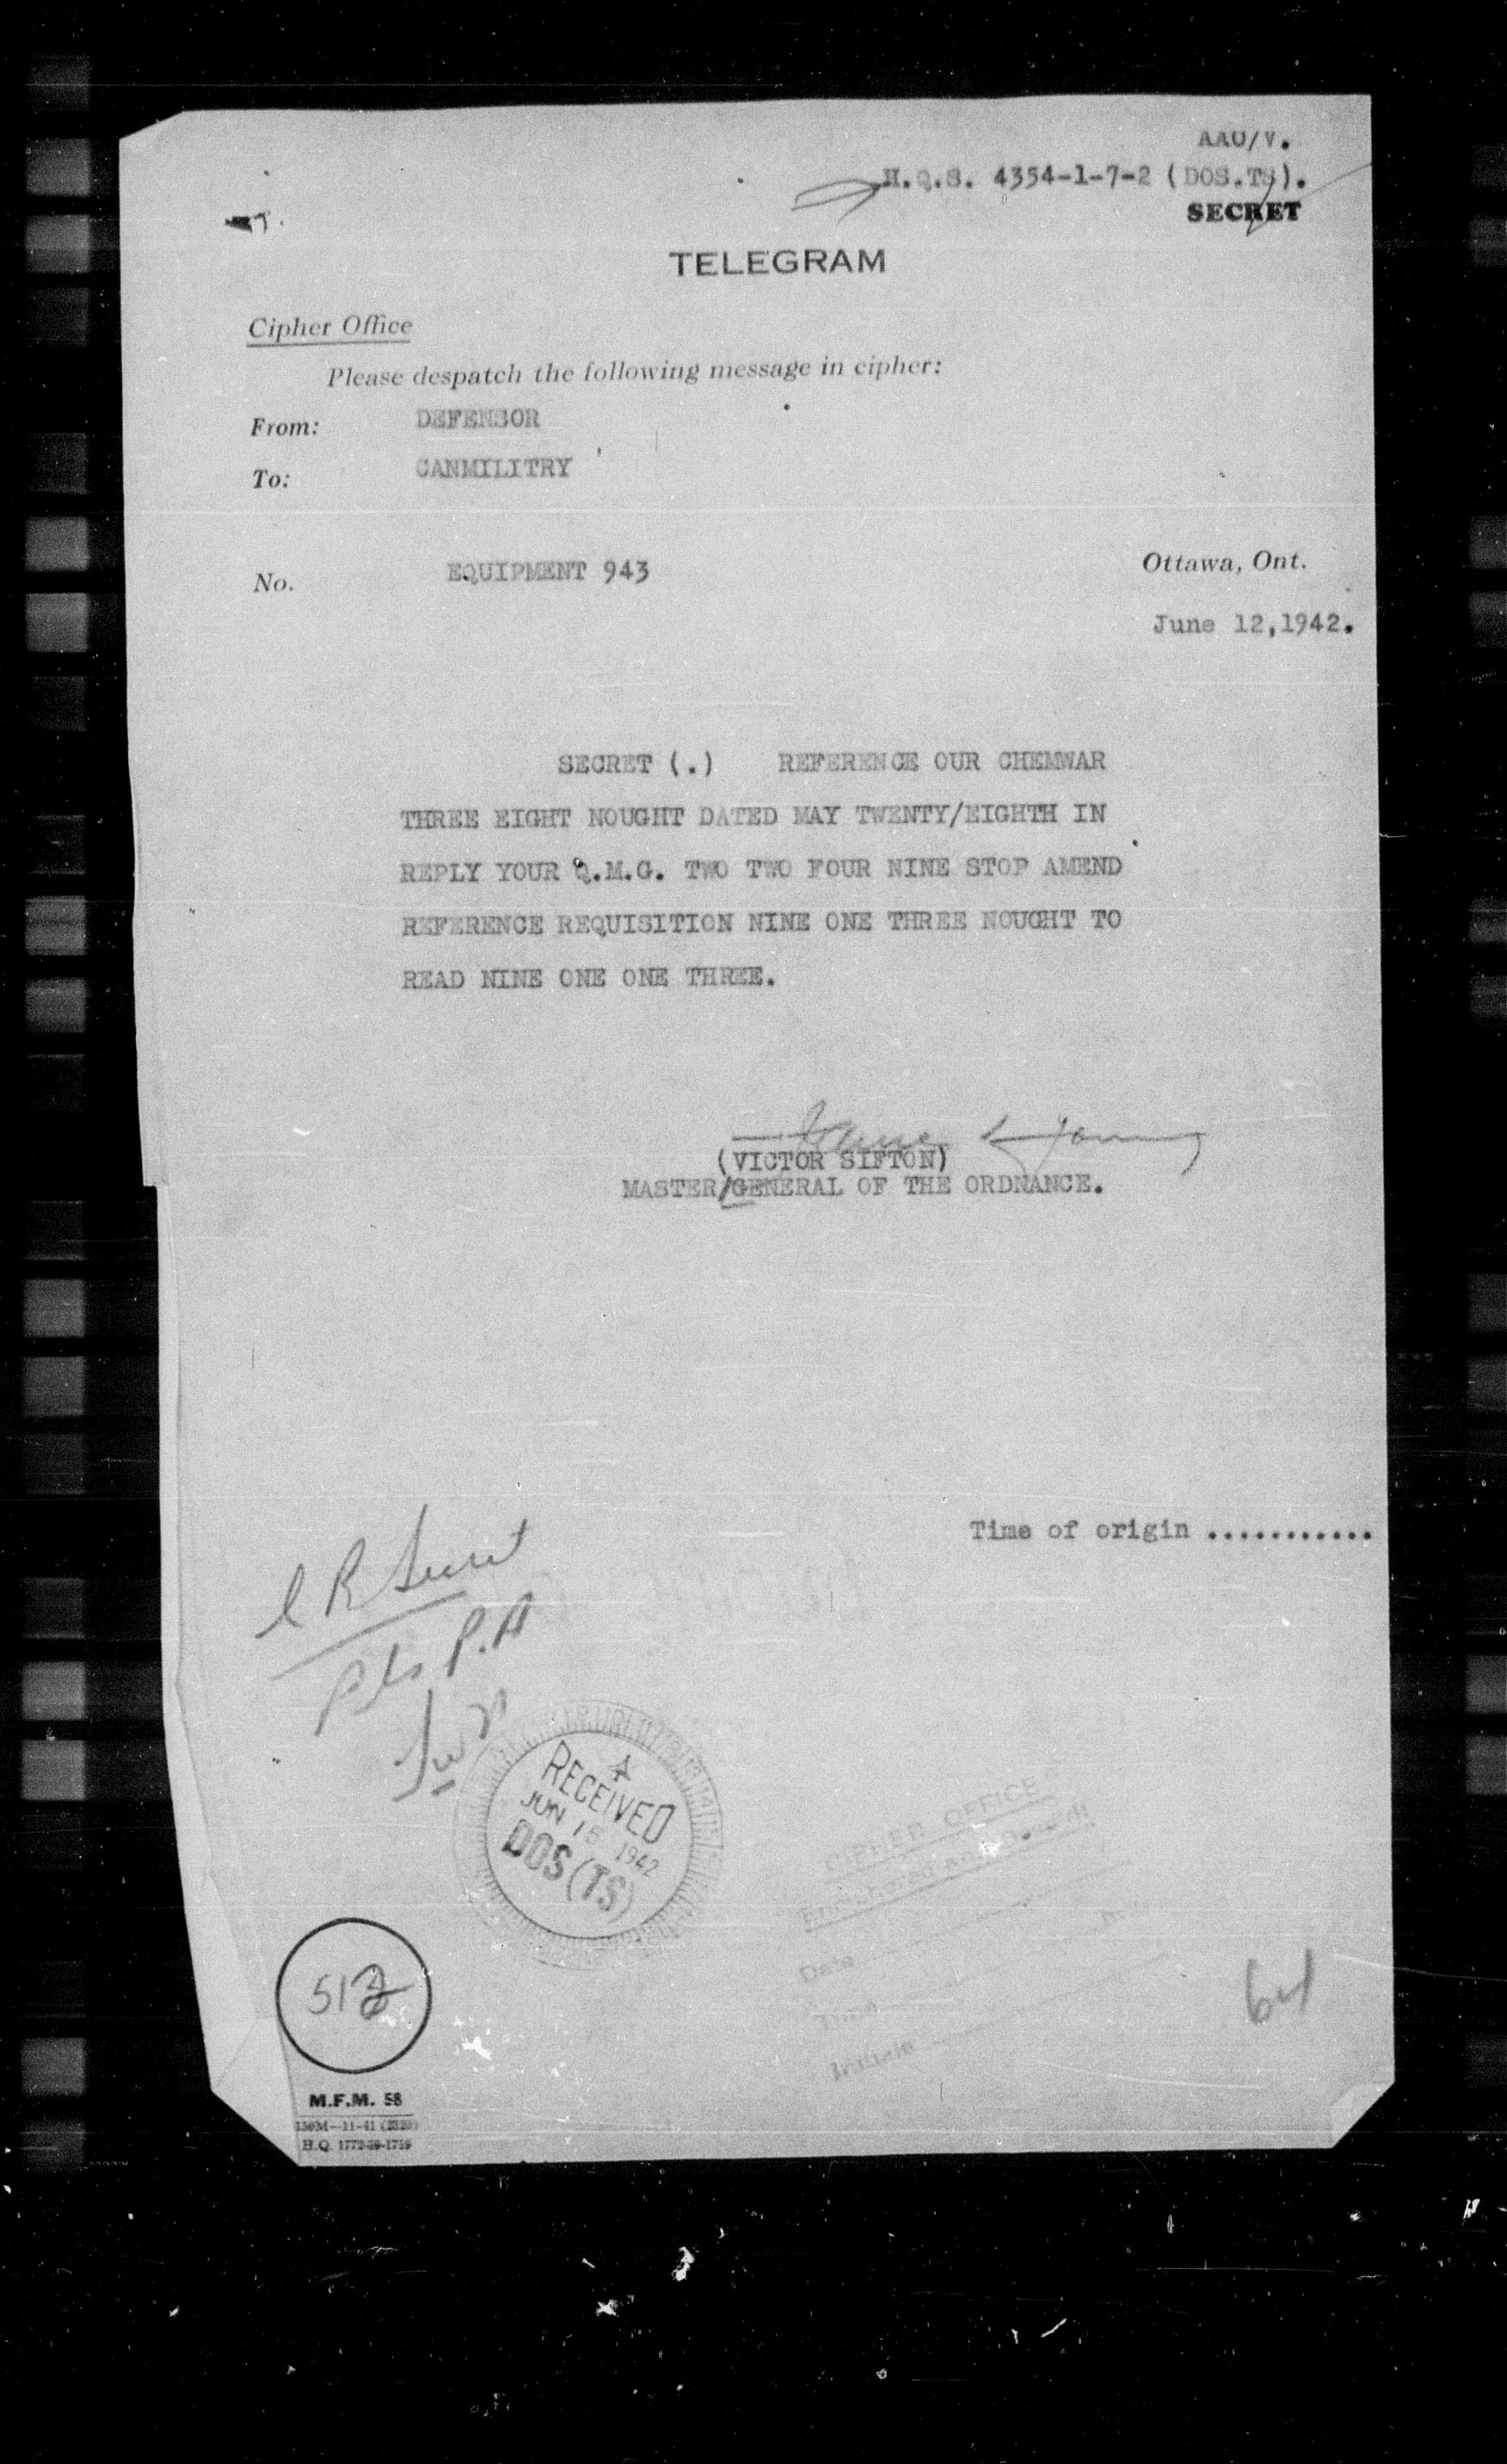 AAO/V.
H.Q.S. 4354-1-7-2 (DOS.TS).
SECRET
TELEGRAM
Cipher Office
Please despatch the following message in cipher:
From: DEFENSOR
To: CANMILITRY
No. EQUIPMENT 943
Ottawa, Ont.
June 12,1942.
SECRET (.) REFERENCE OUR CHEMWAR
THREE EIGHT NOUGHT DATED MAY TWENTY/EIGHTH IN
REPLY YOUR Q.M.G. TWO TWO FOUR NINE STOP AMEND
REFERENCE REQUISITION NINE ONE THREE NOUGHT TO
READ NINE ONE ONE THREE.
(VICTOR SIFTON)
MASTER/GENERAL OF THE ORDNANCE.
Time of origin ...........
Pls P.A
RECEIVED
JUN 15 1942
DOS (TS)
CIPHER OFFICE
Date
Time
Initials
64
M.F.M. 58